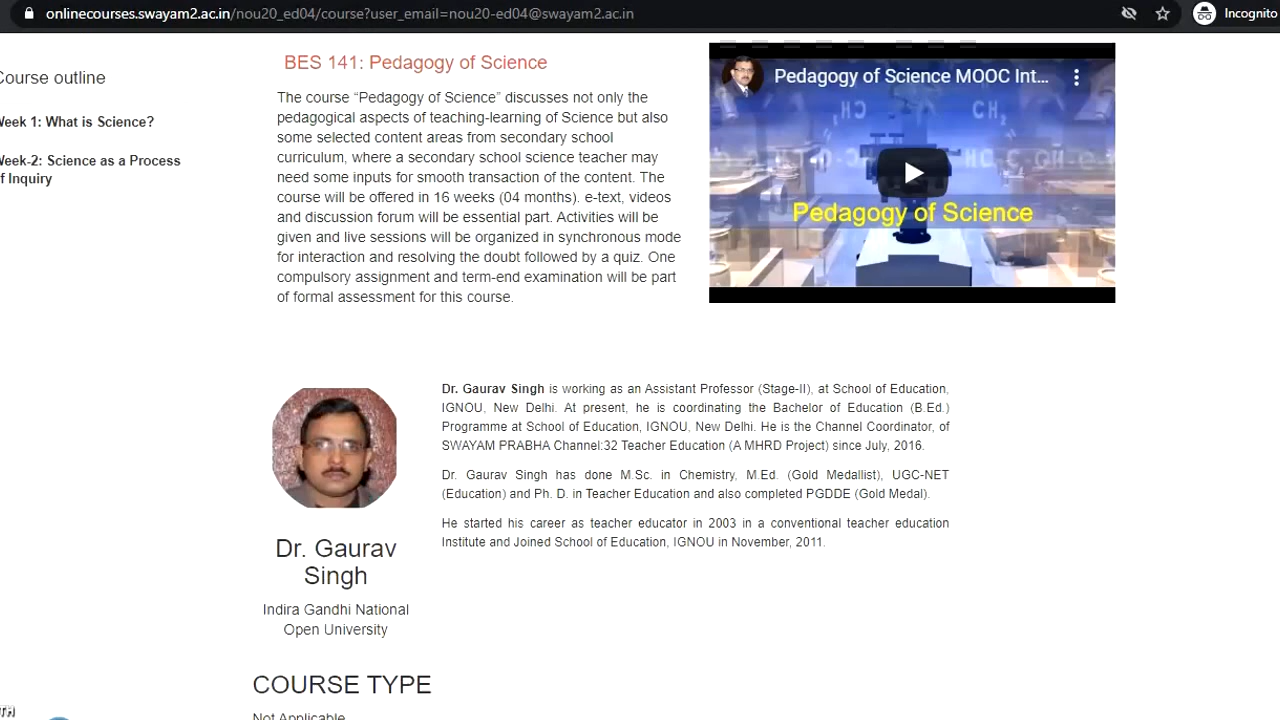 onlinecourses.swayam2.ac.in/nou20_ed04/course?user_email=nou20-ed04@swayam2.ac.in
Incognito
Course outline
Week 1: What is Science?
Week-2: Science as a Process
of Inquiry
BES 141: Pedagogy of Science
The course “Pedagogy of Science” discusses not only the
pedagogical aspects of teaching-learning of Science but also
some selected content areas from secondary school
curriculum, where a secondary school science teacher may
need some inputs for smooth transaction of the content. The
course will be offered in 16 weeks (04 months). e-text, videos
and discussion forum will be essential part. Activities will be
given and live sessions will be organized in synchronous mode
for interaction and resolving the doubt followed by a quiz. One
compulsory assignment and term-end examination will be part
of formal assessment for this course.
Pedagogy of Science MOOC Int...
CH₂
Pedagogy of Science
Dr. Gaurav Singh is working as an Assistant Professor (Stage-II), at School of Education,
IGNOU, New Delhi. At present, he is coordinating the Bachelor of Education (B.Ed.)
Programme at School of Education, IGNOU, New Delhi. He is the Channel Coordinator, of
SWAYAM PRABHA Channel:32 Teacher Education (A MHRD Project) since July, 2016.
Dr. Gaurav Singh has done M.Sc. in Chemistry, M.Ed. (Gold Medallist), UGC-NET
(Education) and Ph. D. in Teacher Education and also completed PGDDE (Gold Medal).
He started his career as teacher educator in 2003 in a conventional teacher education
Institute and Joined School of Education, IGNOU in November, 2011.
Dr. Gaurav
Singh
Indira Gandhi National
Open University
COURSE TYPE
Not Applicable